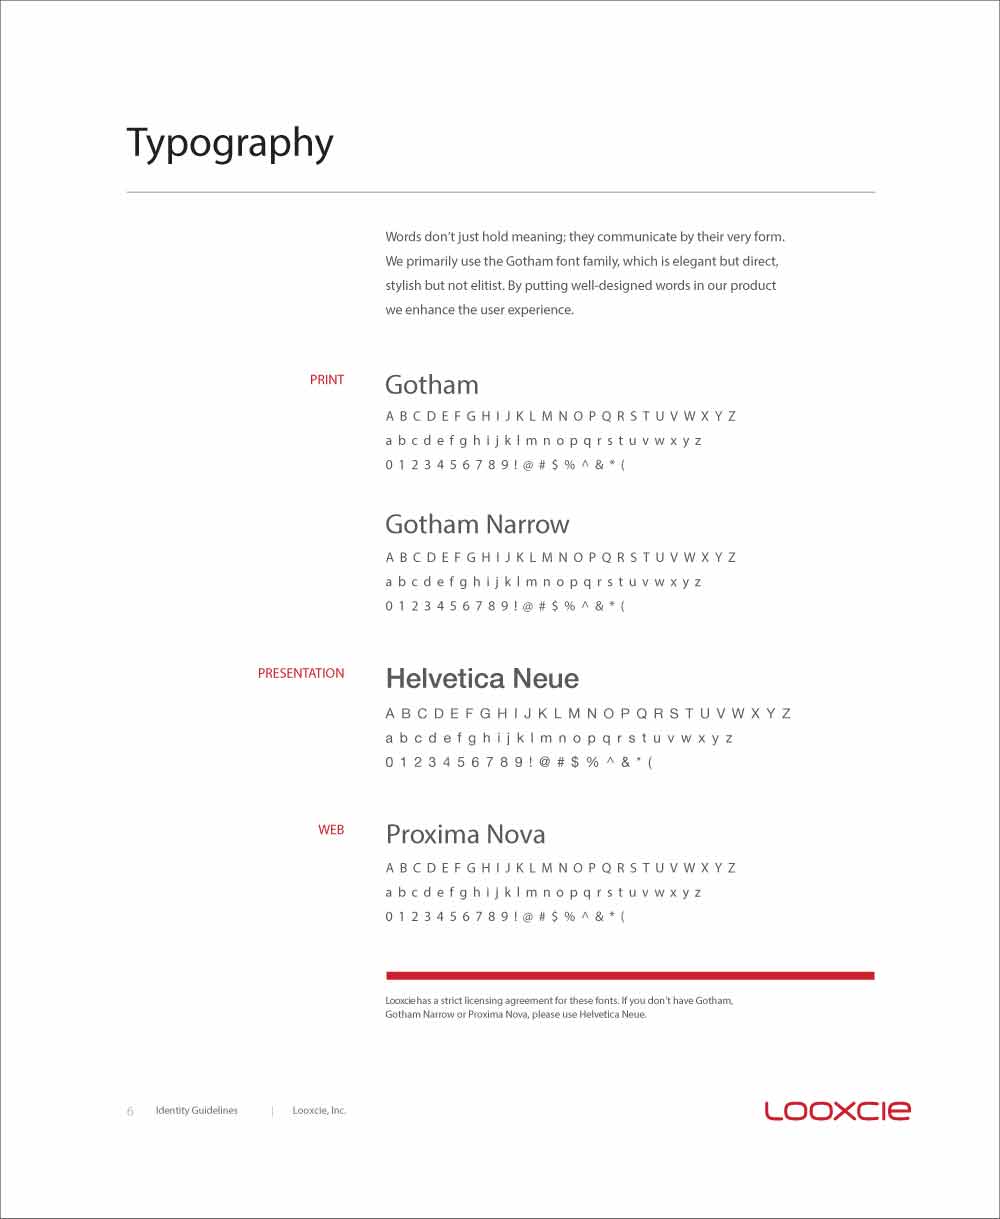 Typography
Words don't just hold meaning; they communicate by their very form.
We primarily use the Gotham font family, which is elegant but direct,
stylish but not elitist. By putting well-designed words in our product
we enhance the user experience.
PRINT
Gotham
A B C D E F G H I J K L M N O P Q R S T U V W X Y Z
a b c d e f g h i j k l m n o p q r s t u v w x y z
0 1 2 3 4 5 6 7 8 9 ! @ # $ % ^ & * (
Gotham Narrow
A B C D E F G H I J K L M N O P Q R S T U V W X Y Z
a b c d e f g h i j k l m n o p q r s t u v w x y z
0 1 2 3 4 5 6 7 8 9 ! @ # $ % ^ & * (
PRESENTATION
Helvetica Neue
A B C D E F G H I J K L M N O P Q R S T U V W X Y Z
a b c d e f g h i j k l m n o p q r s t u v w x y z
0 1 2 3 4 5 6 7 8 9 ! @ # $ % ^ & * (
WEB
Proxima Nova
A B C D E F G H I J K L M N O P Q R S T U V W X Y Z
a b c d e f g h i j k l m n o p q r s t u v w x y z
0 1 2 3 4 5 6 7 8 9 ! @ # $ % ^ & * (
Looxcie has a strict licensing agreement for these fonts. If you don't have Gotham,
Gotham Narrow or Proxima Nova, please use Helvetica Neue.
6 Identity Guidelines | Looxcie, Inc.
LOOXCIE